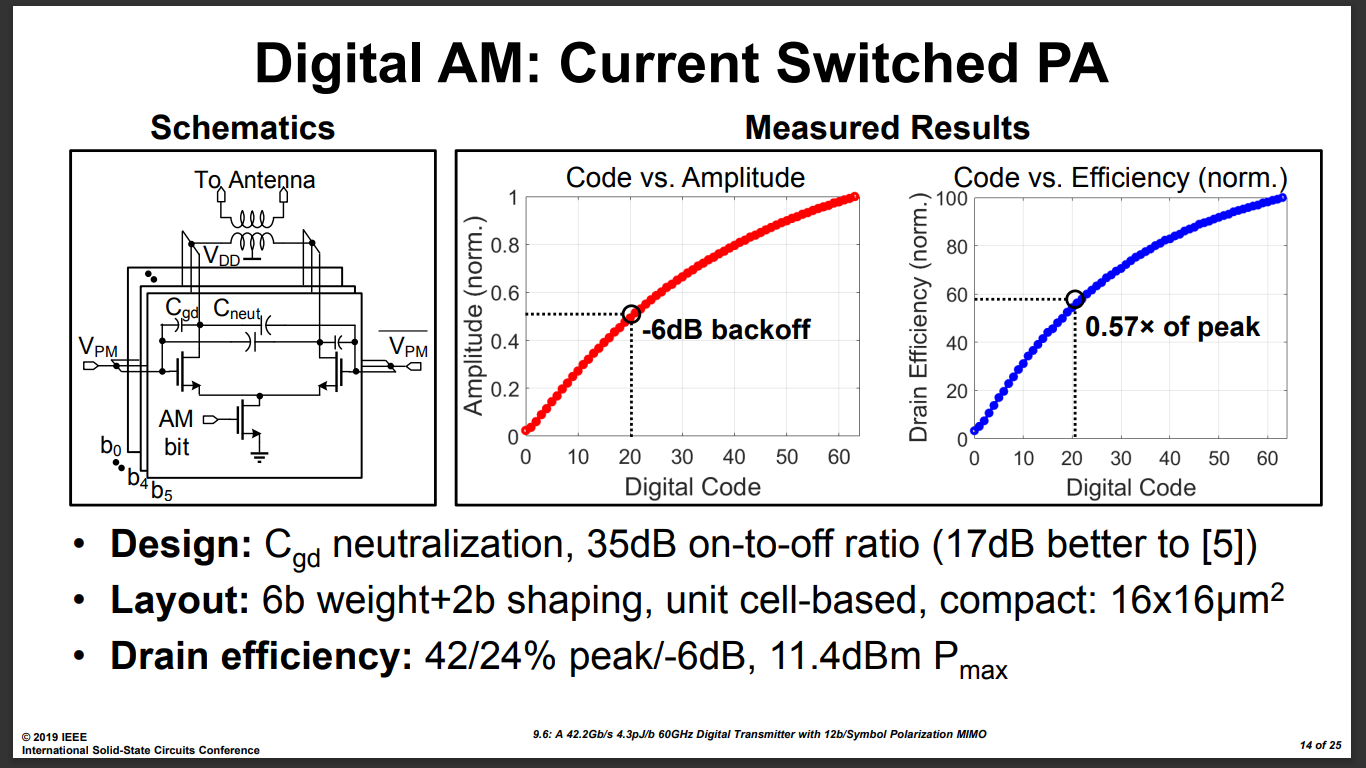 Digital AM: Current Switched PA
Schematics
Measured Results
To Antenna
VDD
Cgd
Cneut
VPM
VPM
AM
bit
b0
b4
b5
Code vs. Amplitude
Amplitude (norm.)
1
0.8
0.6
0.4
0.2
0
-6dB backoff
0 10 20 30 40 50 60
Digital Code
Code vs. Efficiency (norm.)
Drain Efficiency (norm.)
100
80
60
40
20
0
0.57× of peak
0 10 20 30 40 50 60
Digital Code
• Design: Cgd neutralization, 35dB on-to-off ratio (17dB better to [5])
• Layout: 6b weight+2b shaping, unit cell-based, compact: 16x16µm²
• Drain efficiency: 42/24% peak/-6dB, 11.4dBm Pmax
© 2019 IEEE
International Solid-State Circuits Conference
9.6: A 42.2Gb/s 4.3pJ/b 60GHz Digital Transmitter with 12b/Symbol Polarization MIMO
14 of 25